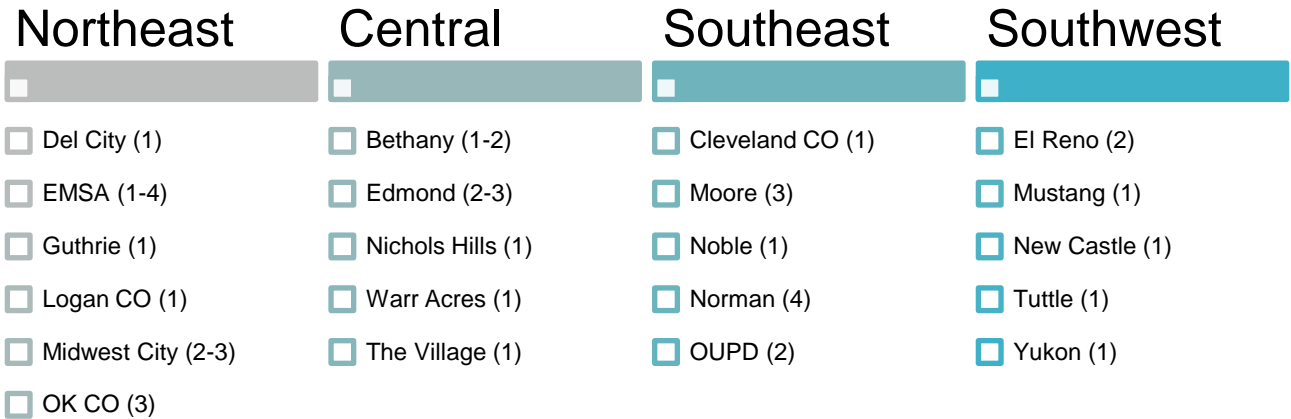 Northeast
Del City (1)
EMSA (1-4)
Guthrie (1)
Logan CO (1)
Midwest City (2-3)
OK CO (3)
Central
Bethany (1-2)
Edmond (2-3)
Nichols Hills (1)
Warr Acres (1)
The Village (1)
Southeast
Cleveland CO (1)
Moore (3)
Noble (1)
Norman (4)
OUPD (2)
Southwest
El Reno (2)
Mustang (1)
New Castle (1)
Tuttle (1)
Yukon (1)